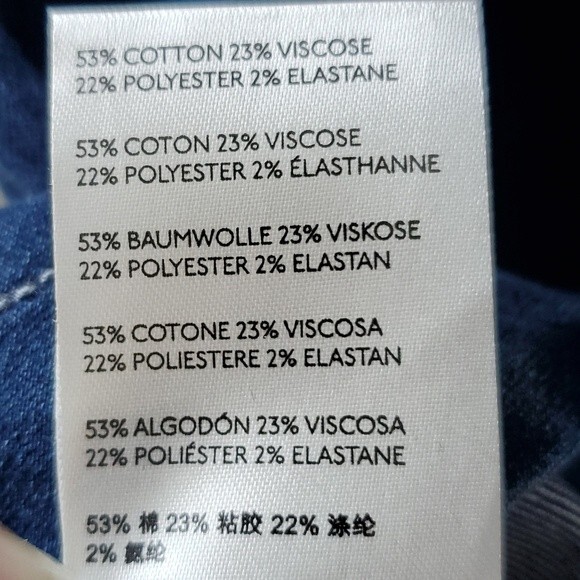 53% COTTON 23% VISCOSE
22% POLYESTER 2% ELASTANE
53% COTON 23% VISCOSE
22% POLYESTER 2% ÉLASTHANNE
53% BAUMWOLLE 23% VISKOSE
22% POLYESTER 2% ELASTAN
53% COTONE 23% VISCOSA
22% POLIESTERE 2% ELASTAN
53% ALGODÓN 23% VISCOSA
22% POLIÉSTER 2% ELASTANE
53% 棉 23% 粘胶 22% 涤纶
2% 氨纶